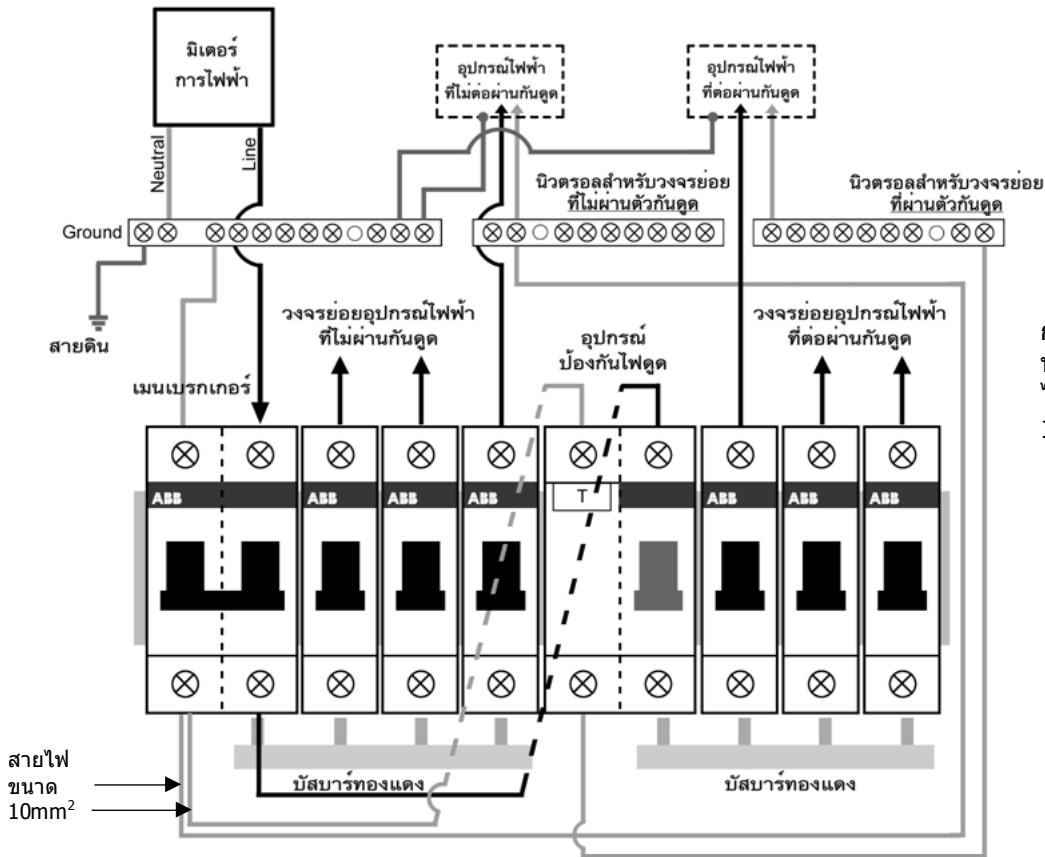 มิเตอร์
การไฟฟ้า
อุปกรณ์ไฟฟ้า
ที่ไม่ต่อผ่านกันดูด
อุปกรณ์ไฟฟ้า
ที่ต่อผ่านกันดูด
Neutral
Line
นิวตรอลสำหรับวงจรย่อย
ที่ไม่ผ่านตัวกันดูด
นิวตรอลสำหรับวงจรย่อย
ที่ผ่านตัวกันดูด
Ground
สายดิน
วงจรย่อยอุปกรณ์ไฟฟ้า
ที่ไม่ผ่านกันดูด
อุปกรณ์
ป้องกันไฟดูด
วงจรย่อยอุปกรณ์ไฟฟ้า
ที่ต่อผ่านกันดูด
เมนเบรกเกอร์
ABB
ABB
ABB
ABB
T
ABB
ABB
ABB
สายไฟ
ขนาด
10mm²
บัสบาร์ทองแดง
บัสบาร์ทองแดง